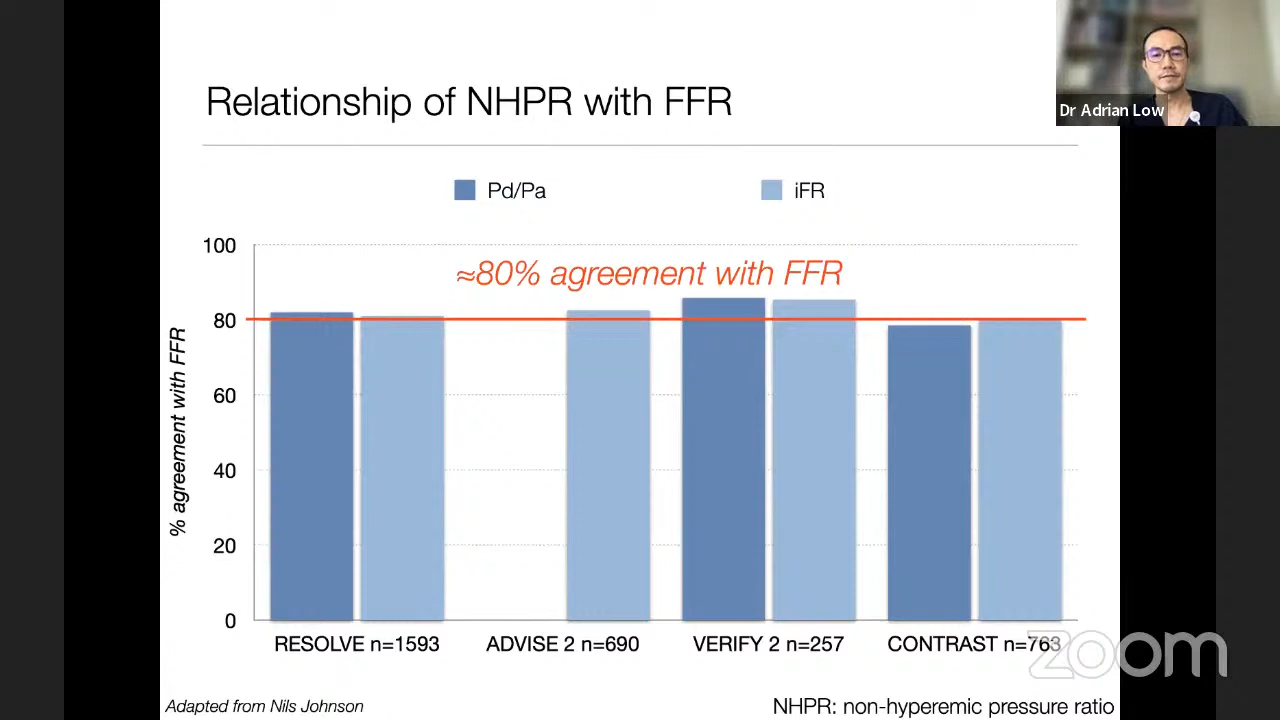 Dr Adrian Low
Relationship of NHPR with FFR
Pd/Pa
iFR
≈80% agreement with FFR
% agreement with FFR
100
80
60
40
20
0
RESOLVE n=1593
ADVISE 2 n=690
VERIFY 2 n=257
CONTRAST n=763
zoom
Adapted from Nils Johnson
NHPR: non-hyperemic pressure ratio